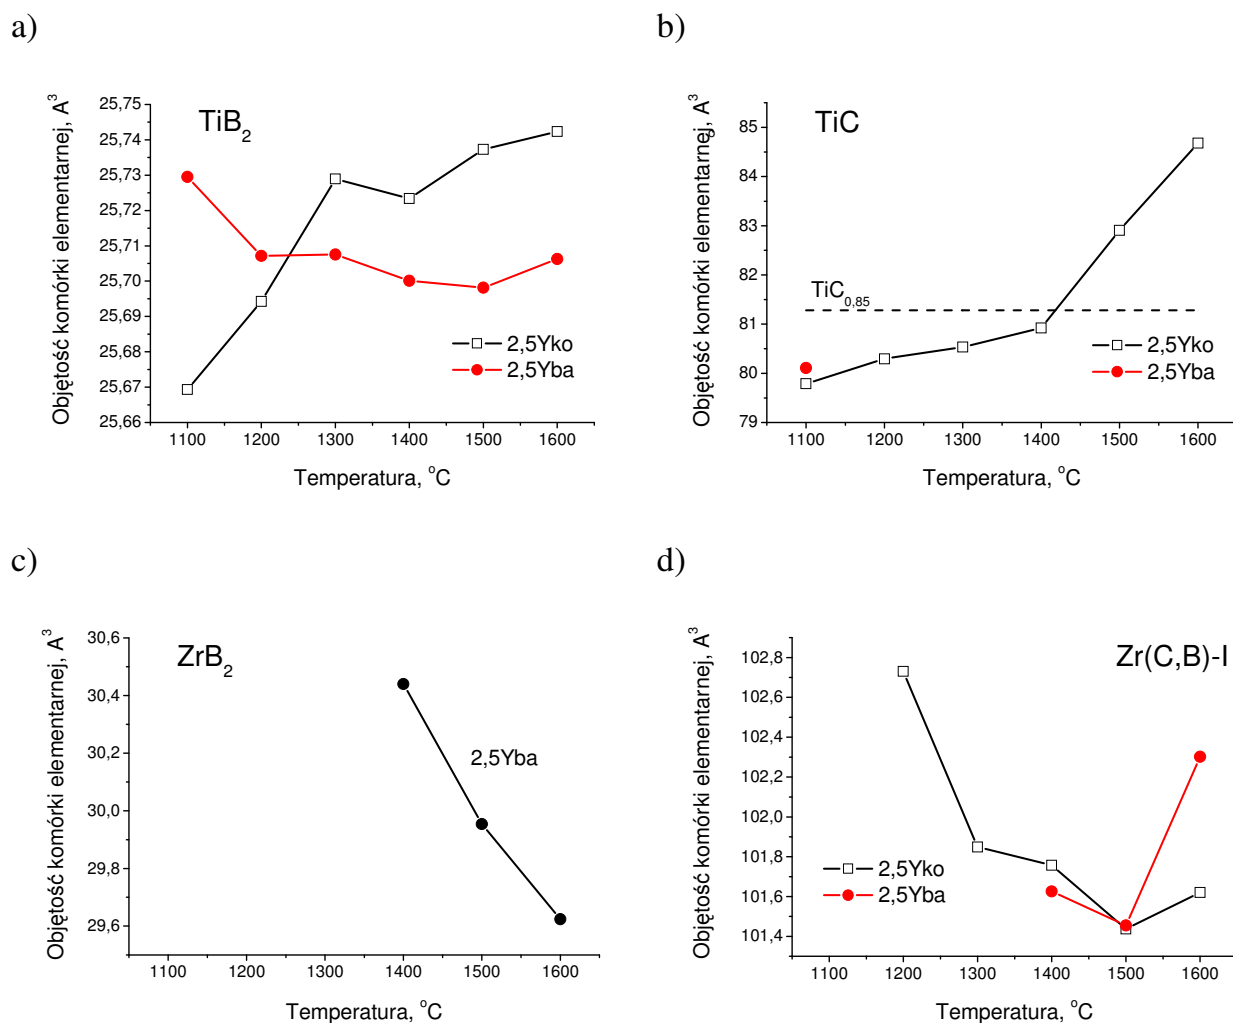 a)
Objętość komórki elementarnej, A³
25,75
25,74
25,73
25,72
25,71
25,70
25,69
25,68
25,67
25,66
TiB₂
2,5Yko
2,5Yba
1100 1200 1300 1400 1500 1600
Temperatura, °C
b)
Objętość komórki elementarnej, A³
85
84
83
82
81
80
79
TiC
TiC₀,₈₅
2,5Yko
2,5Yba
1100 1200 1300 1400 1500 1600
Temperatura, °C
c)
Objętość komórki elementarnej, A³
30,6
30,4
30,2
30,0
29,8
29,6
ZrB₂
2,5Yba
1100 1200 1300 1400 1500 1600
Temperatura, °C
d)
Objętość komórki elementarnej, A³
102,8
102,6
102,4
102,2
102,0
101,8
101,6
101,4
Zr(C,B)-I
2,5Yko
2,5Yba
1100 1200 1300 1400 1500 1600
Temperatura, °C